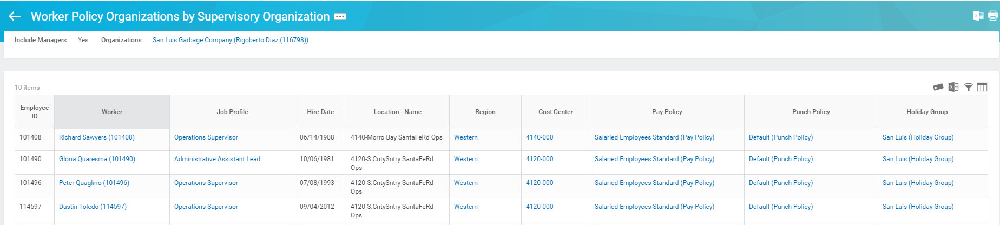 Worker Policy Organizations by Supervisory Organization
Include Managers Yes Organizations San Luis Garbage Company (Rigoberto Diaz (116798))
10 items
Employee ID Worker Job Profile Hire Date Location - Name Region Cost Center Pay Policy Punch Policy Holiday Group
101408 Richard Sawyers (101408) Operations Supervisor 06/14/1988 4140-Morro Bay SantaFeRd Ops Western 4140-000 Salaried Employees Standard (Pay Policy) Default (Punch Policy) San Luis (Holiday Group)
101490 Gloria Quaresma (101490) Administrative Assistant Lead 10/06/1981 4120-S.CntySntry SantaFeRd Ops Western 4120-000 Salaried Employees Standard (Pay Policy) Default (Punch Policy) San Luis (Holiday Group)
101496 Peter Quaglino (101496) Operations Supervisor 07/08/1993 4120-S.CntySntry SantaFeRd Ops Western 4120-000 Salaried Employees Standard (Pay Policy) Default (Punch Policy) San Luis (Holiday Group)
114597 Dustin Toledo (114597) Operations Supervisor 09/04/2012 4120-S.CntySntry SantaFeRd Ops Western 4120-000 Salaried Employees Standard (Pay Policy) Default (Punch Policy) San Luis (Holiday Group)